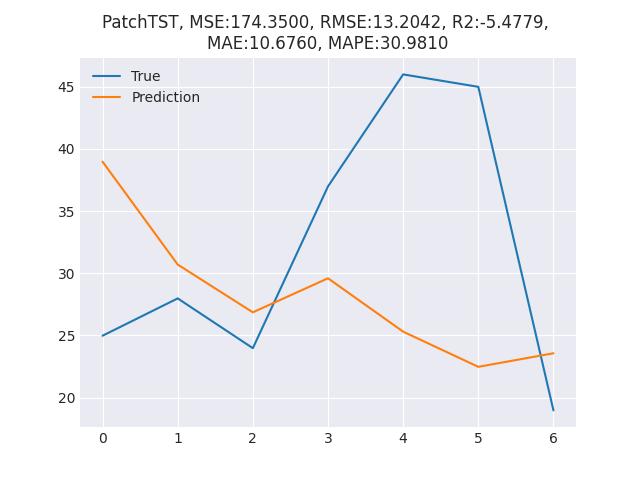 PatchTST, MSE:174.3500, RMSE:13.2042, R2:-5.4779,
MAE:10.6760, MAPE:30.9810
True
Prediction
45
40
35
30
25
20
0 1 2 3 4 5 6